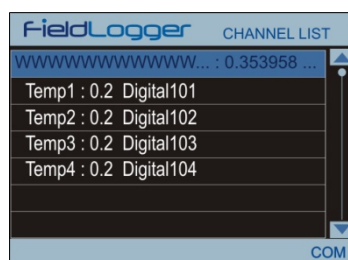 FieldLogger CHANNEL LIST
WWWWWWWWWWWW... : 0.353958 ...
Temp1 : 0.2 Digital101
Temp2 : 0.2 Digital102
Temp3 : 0.2 Digital103
Temp4 : 0.2 Digital104
COM